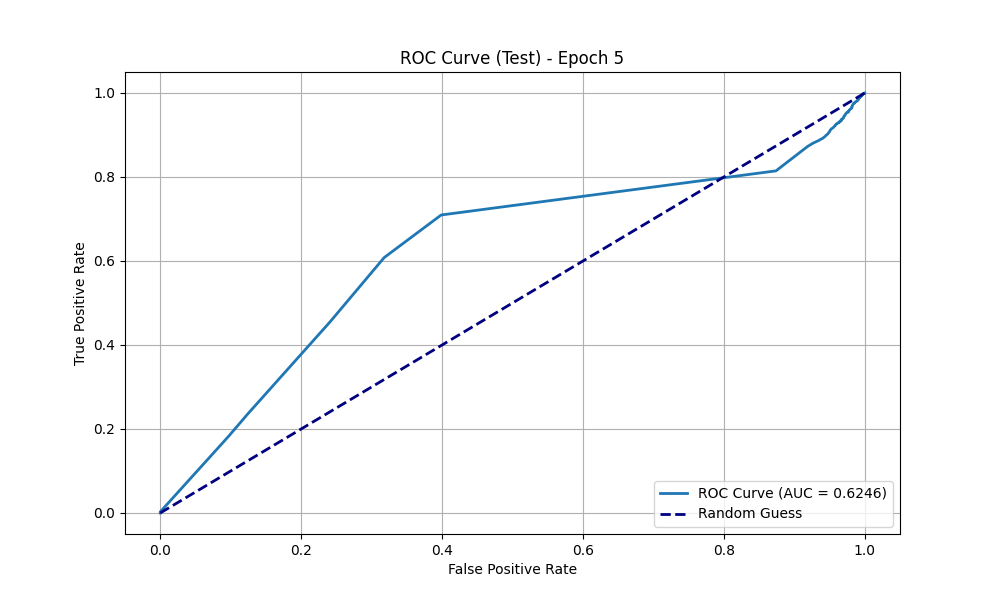 ROC Curve (Test) - Epoch 5
True Positive Rate
1.0
0.8
0.6
0.4
0.2
0.0
ROC Curve (AUC = 0.6246)
Random Guess
0.0 0.2 0.4 0.6 0.8 1.0
False Positive Rate